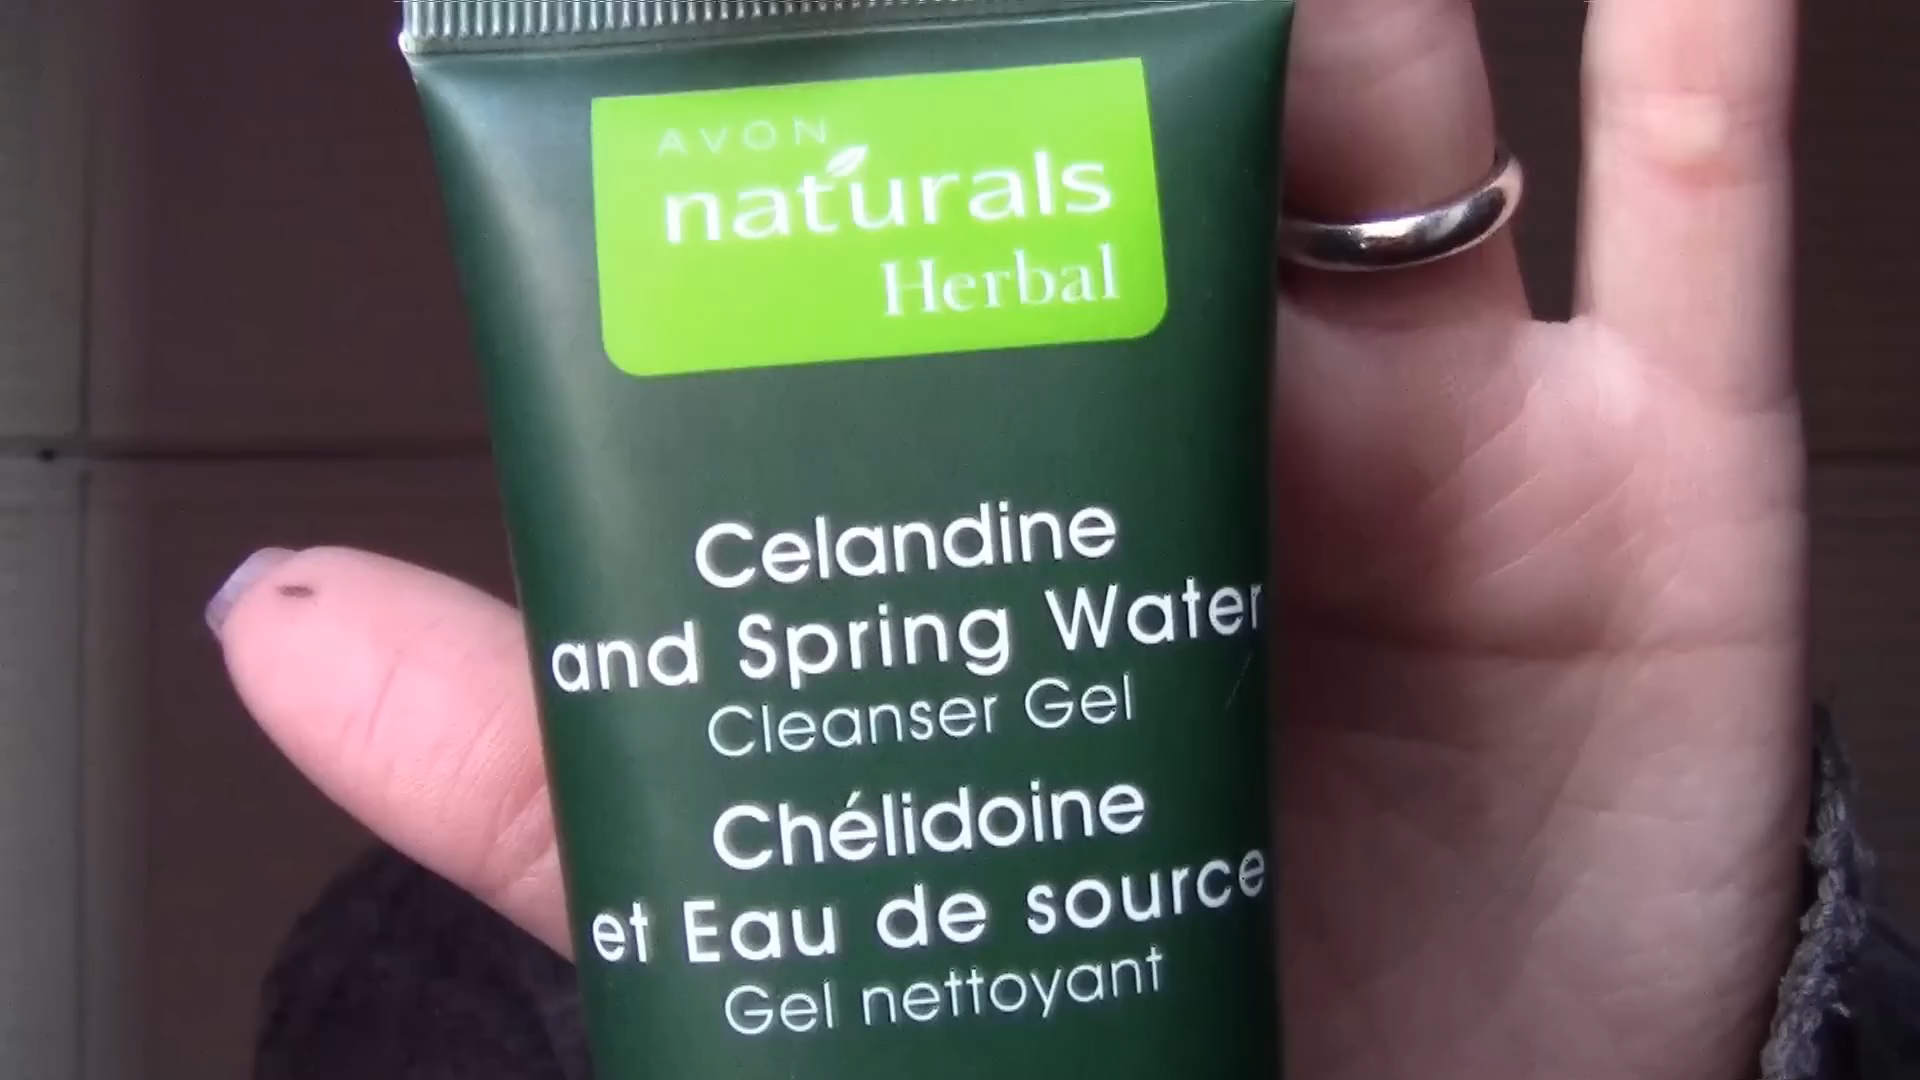 AVON
naturals
Herbal
Celandine
and Spring Water
Cleanser Gel
Chélidoine
et Eau de source
Gel nettoyant